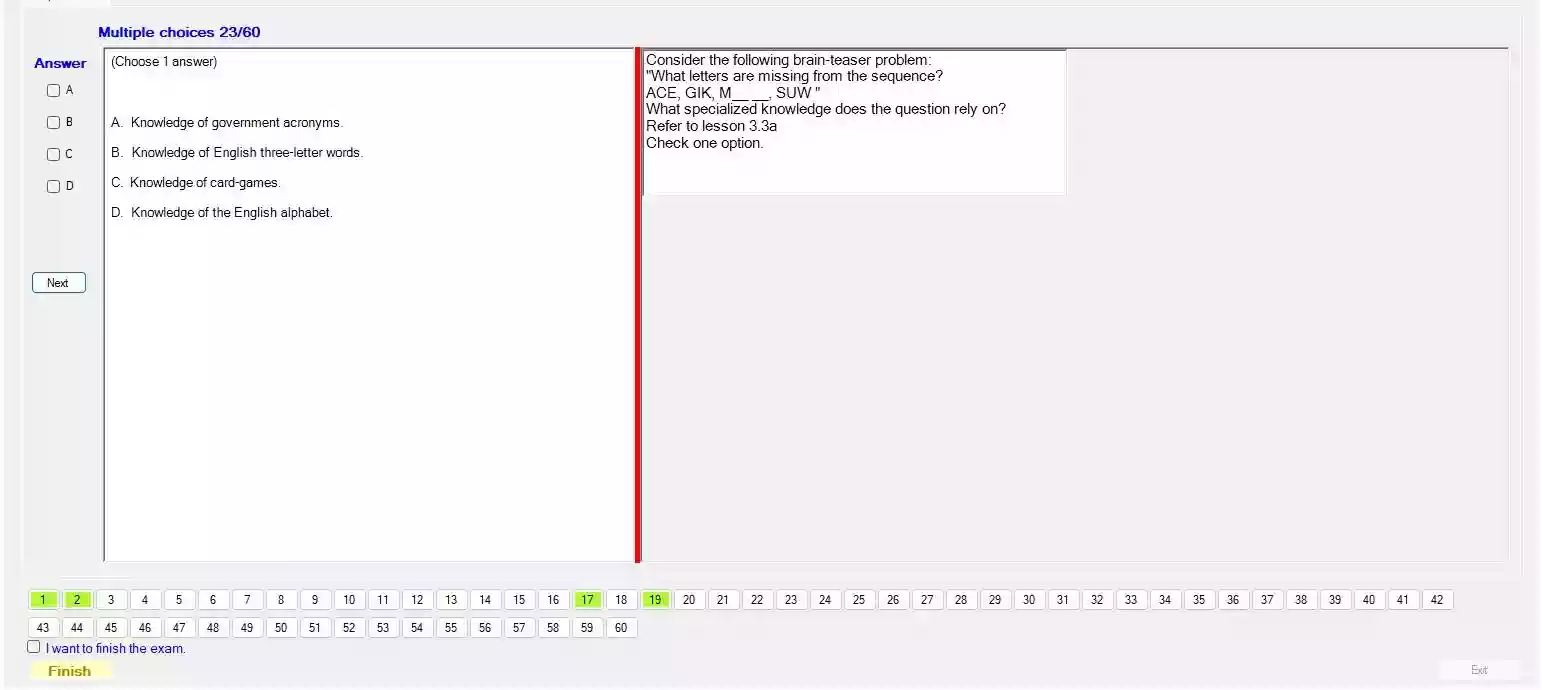 Multiple choices 23/60
Answer
A
B
C
D
Next
(Choose 1 answer)
A. Knowledge of government acronyms.
B. Knowledge of English three-letter words.
C. Knowledge of card-games.
D. Knowledge of the English alphabet.
Consider the following brain-teaser problem:
"What letters are missing from the sequence?
ACE, GIK, M__ __, SUW "
What specialized knowledge does the question rely on?
Refer to lesson 3.3a
Check one option.
1 2 3 4 5 6 7 8 9 10 11 12 13 14 15 16 17 18 19 20 21 22 23 24 25 26 27 28 29 30 31 32 33 34 35 36 37 38 39 40 41 42
43 44 45 46 47 48 49 50 51 52 53 54 55 56 57 58 59 60
I want to finish the exam.
Finish
Exit